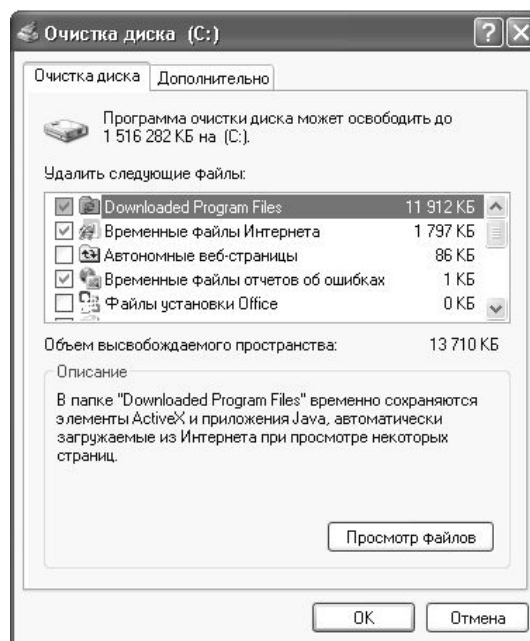 Очистка диска (C:)
Очистка диска Дополнительно
Программа очистки диска может освободить до
1 516 282 КБ на (C:).
Удалить следующие файлы:
Downloaded Program Files 11 912 КБ
Временные файлы Интернета 1 797 КБ
Автономные веб-страницы 86 КБ
Временные файлы отчетов об ошибках 1 КБ
Файлы установки Office 0 КБ
Объем высвобождаемого пространства: 13 710 КБ
Описание
В папке "Downloaded Program Files" временно сохраняются
элементы ActiveX и приложения Java, автоматически
загружаемые из Интернета при просмотре некоторых
страниц.
Просмотр файлов
OK Отмена